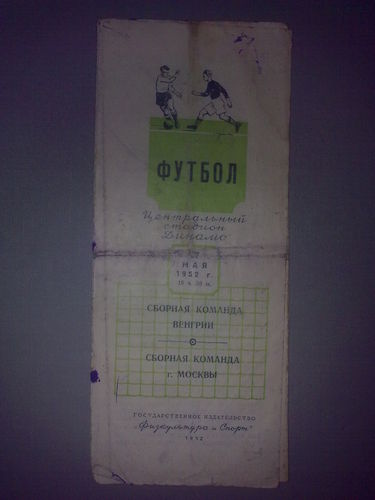 ФУТБОЛ
Центральный
стадион
Динамо
МАЯ
1952 г.
СБОРНАЯ КОМАНДА
ВЕНГРИИ
СБОРНАЯ КОМАНДА
г. МОСКВЫ
ГОСУДАРСТВЕННОЕ ИЗДАТЕЛЬСТВО
„Физкультура и Спорт"
1952